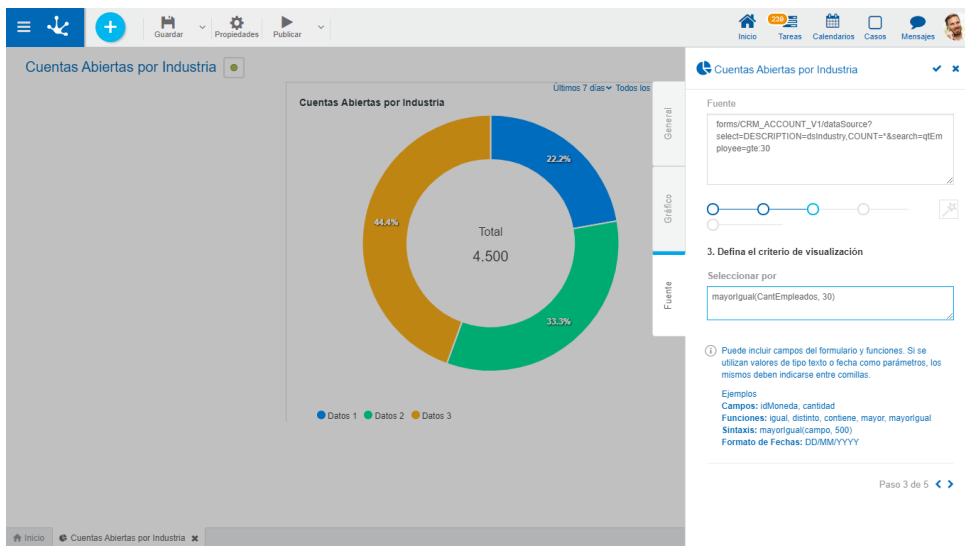 Guardar
Propiedades
Publicar
Inicio
239
Tareas
Calendarios
Casos
Mensajes
Cuentas Abiertas por Industria
Últimos 7 días Todos los
Cuentas Abiertas por Industria
22.2%
44.4%
33.3%
Total
4.500
Datos 1 Datos 2 Datos 3
General
Gráfico
Fuente
Cuentas Abiertas por Industria
Fuente
forms/CRM_ACCOUNT_V1/dataSource?
select=DESCRIPTION=dsIndustry,COUNT=*&search=qtEm
ployee=gte:30
3. Defina el criterio de visualización
Seleccionar por
mayorIgual(CantEmpleados, 30)
Puede incluir campos del formulario y funciones. Si se
utilizan valores de tipo texto o fecha como parámetros, los
mismos deben indicarse entre comillas.
Ejemplos
Campos: idMoneda, cantidad
Funciones: igual, distinto, contiene, mayor, mayorIgual
Sintaxis: mayorIgual(campo, 500)
Formato de Fechas: DD/MM/YYYY
Paso 3 de 5
Inicio
Cuentas Abiertas por Industria